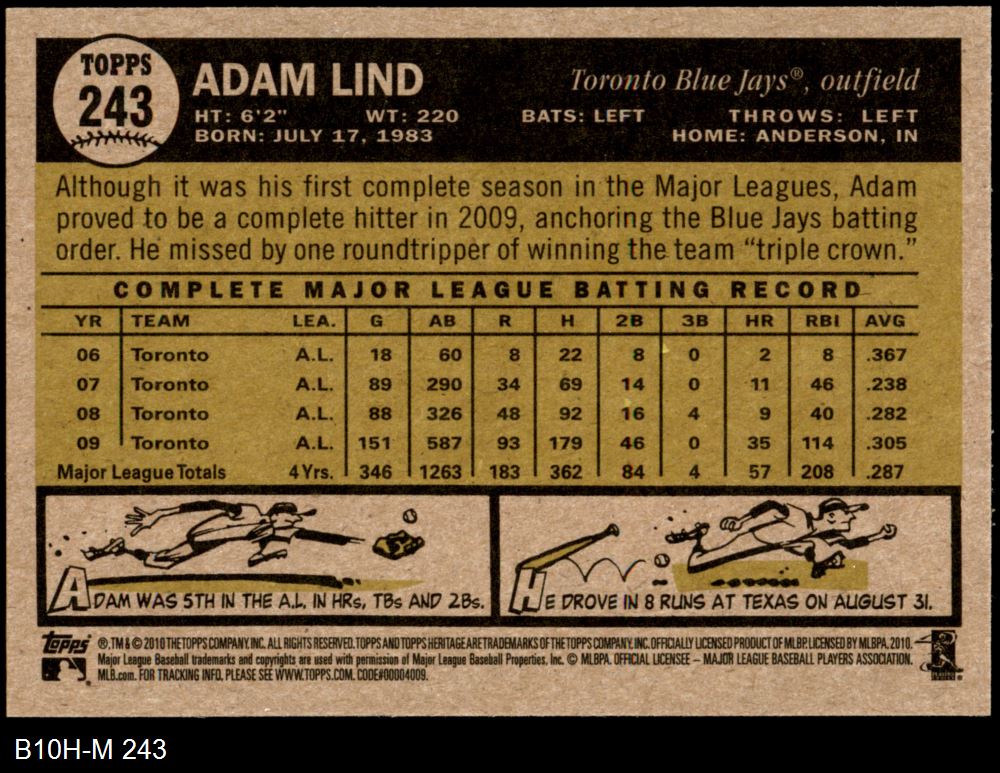 TOPPS
243
ADAM LIND
Toronto Blue Jays®, outfield
HT: 6'2" WT: 220 BATS: LEFT THROWS: LEFT
BORN: JULY 17, 1983 HOME: ANDERSON, IN
Although it was his first complete season in the Major Leagues, Adam
proved to be a complete hitter in 2009, anchoring the Blue Jays batting
order. He missed by one roundtripper of winning the team “triple crown.”
COMPLETE MAJOR LEAGUE BATTING RECORD
YR TEAM LEA. G AB R H 2B 3B HR RBI AVG
06 Toronto A.L. 18 60 8 22 8 0 2 8 .367
07 Toronto A.L. 89 290 34 69 14 0 11 46 .238
08 Toronto A.L. 88 326 48 92 16 4 9 40 .282
09 Toronto A.L. 151 587 93 179 46 0 35 114 .305
Major League Totals 4 Yrs. 346 1263 183 362 84 4 57 208 .287
ADAM WAS 5TH IN THE A.L. IN HRs, TBs AND 2Bs.
HE DROVE IN 8 RUNS AT TEXAS ON AUGUST 31.
Topps ®, TM & © 2010 THE TOPPS COMPANY, INC. ALL RIGHTS RESERVED. TOPPS AND TOPPS HERITAGE ARE TRADEMARKS OF THE TOPPS COMPANY, INC. OFFICIALLY LICENSED PRODUCT OF MLBP. LICENSED BY MLBPA. 2010.
Major League Baseball trademarks and copyrights are used with permission of Major League Baseball Properties, Inc. © MLBPA. OFFICIAL LICENSEE – MAJOR LEAGUE BASEBALL PLAYERS ASSOCIATION.
MLB.com. FOR TRACKING INFO, PLEASE SEE WWW.TOPPS.COM. CODE#00004009.
B10H-M 243